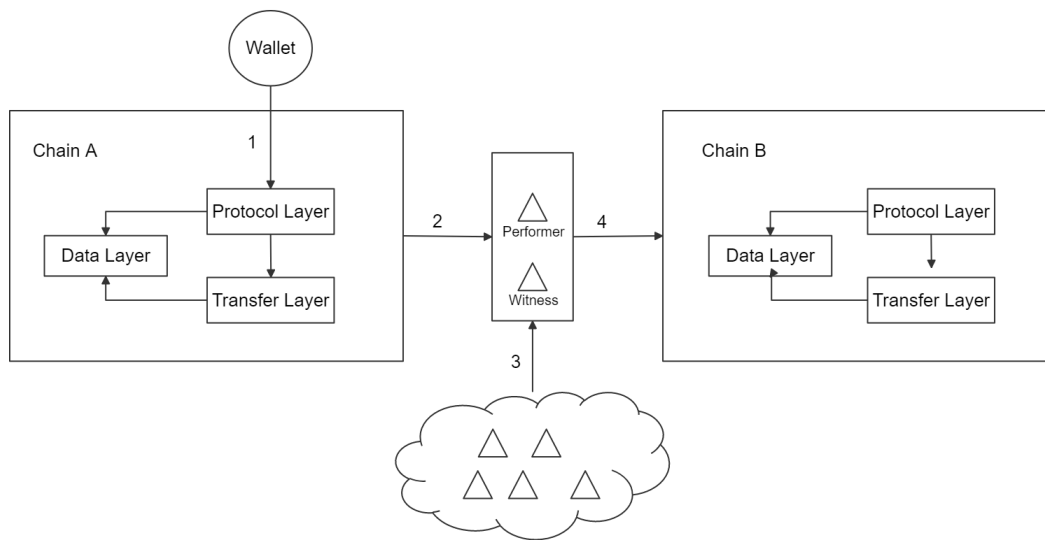 Wallet
Chain A
1
Protocol Layer
Data Layer
Transfer Layer
2
Performer
Witness
3
4
Chain B
Protocol Layer
Data Layer
Transfer Layer